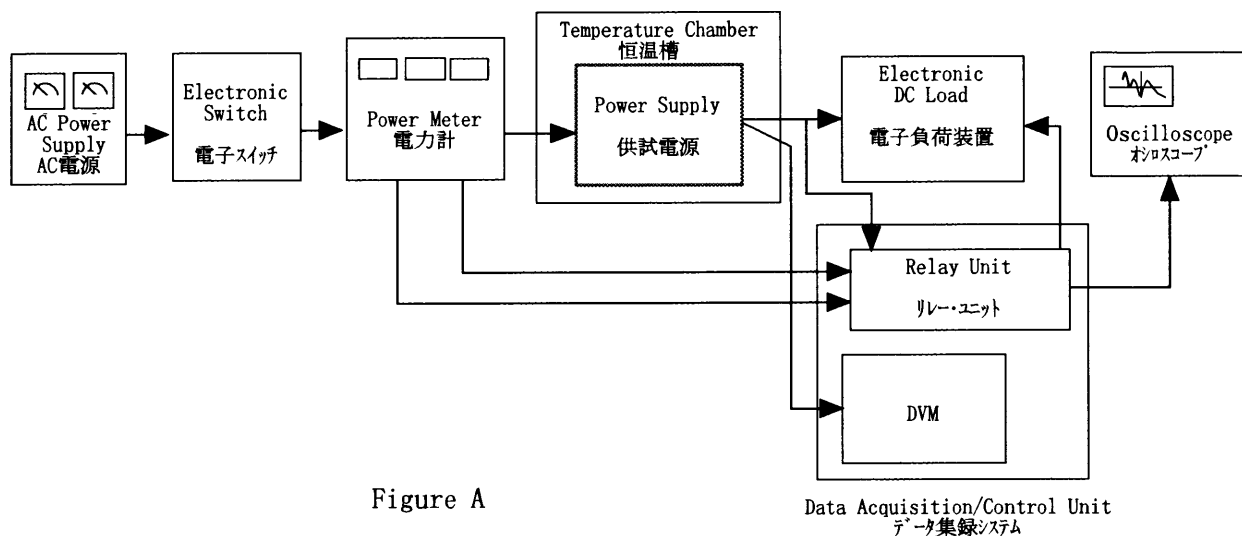 AC Power
Supply
AC電源
Electronic
Switch
電子スイッチ
Power Meter
電力計
Temperature Chamber
恒温槽
Power Supply
供試電源
Electronic
DC Load
電子負荷装置
Oscilloscope
オシロスコープ
Relay Unit
リレー・ユニット
DVM
Figure A
Data Acquisition/Control Unit
データ集録システム